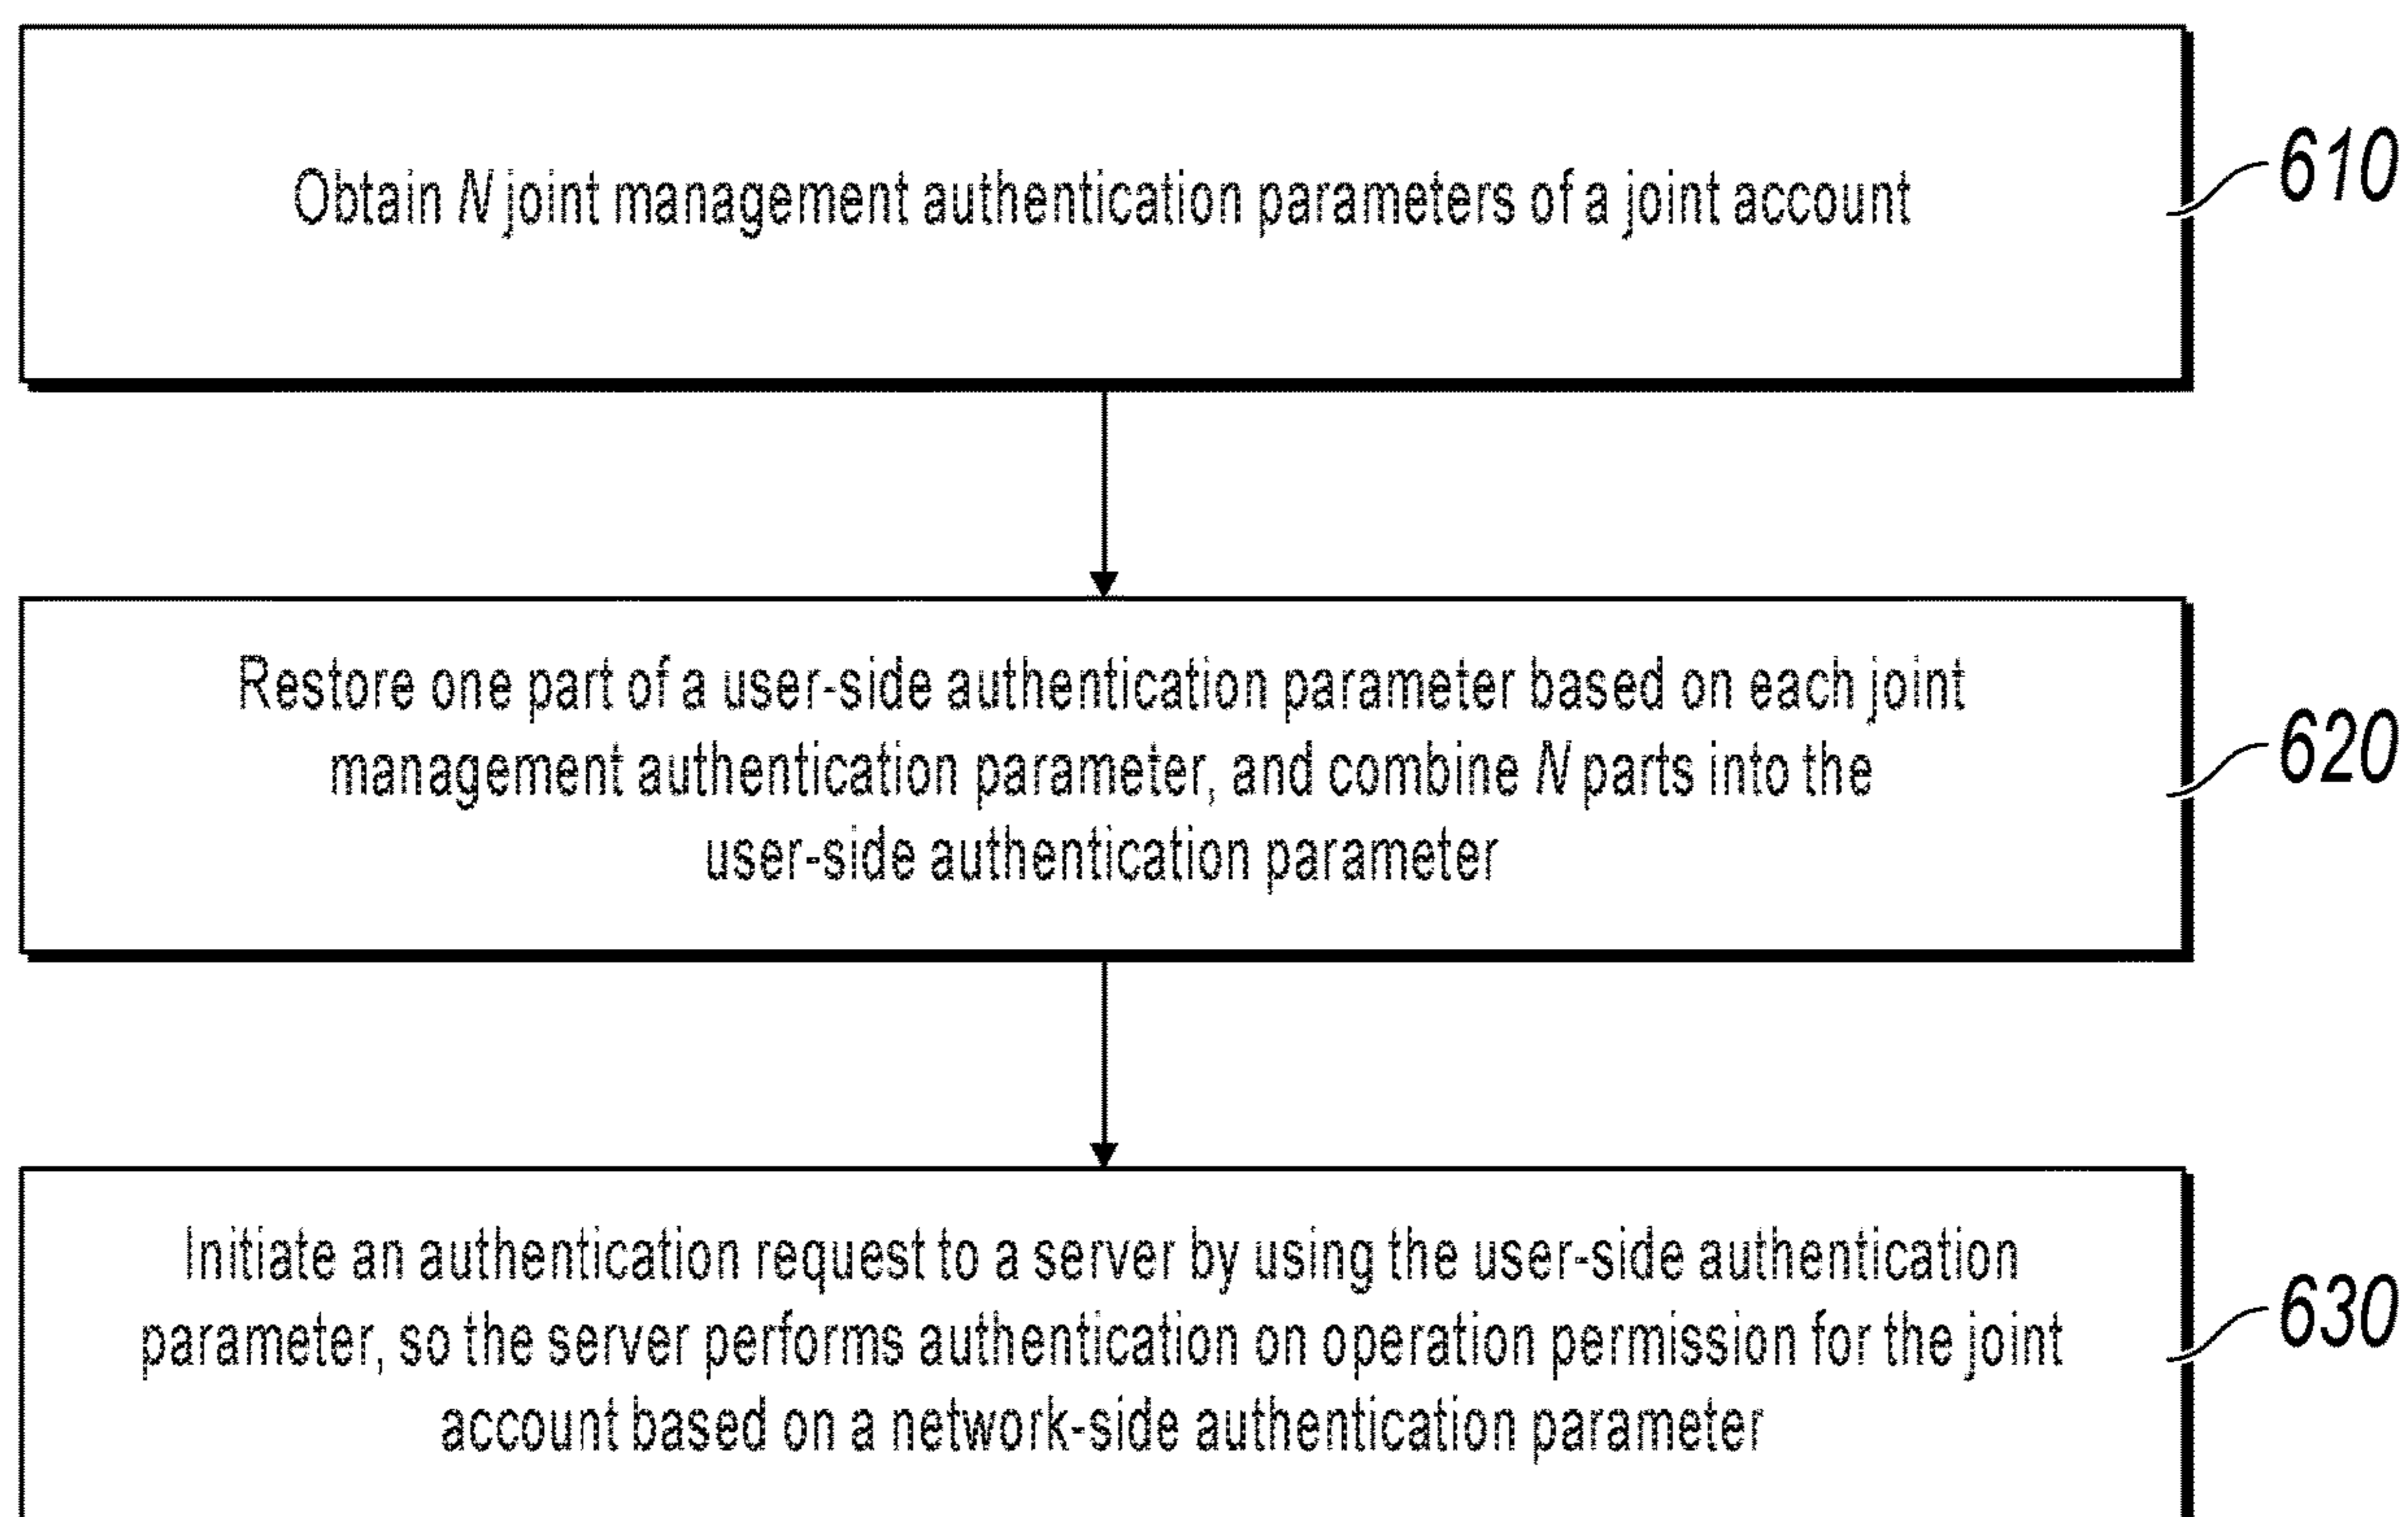 Obtain N joint management authentication parameters of a joint account
610
Restore one part of a user-side authentication parameter based on each joint
management authentication parameter, and combine N parts into the
user-side authentication parameter
620
Initiate an authentication request to a server by using the user-side authentication
parameter, so the server performs authentication on operation permission for the joint
account based on a network-side authentication parameter
630